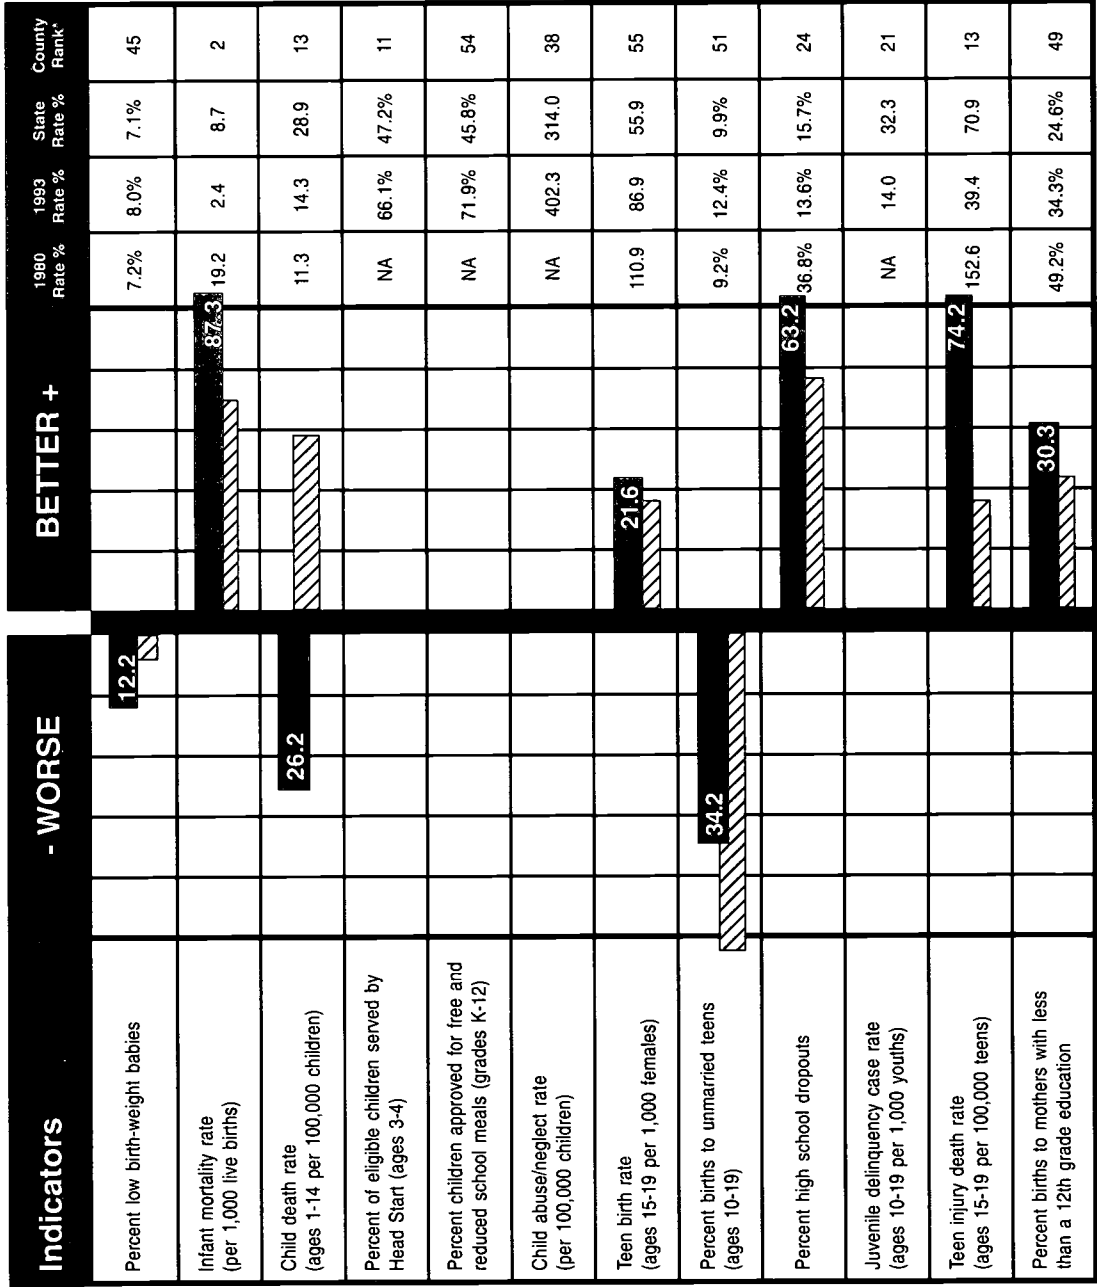 Indicators - WORSE BETTER + 1980 Rate % 1993 Rate % State Rate % County Rank*
Percent low birth-weight babies 12.2 7.2% 8.0% 7.1% 45
Infant mortality rate
(per 1,000 live births) 87.3 19.2 2.4 8.7 2
Child death rate
(ages 1-14 per 100,000 children) 26.2 11.3 14.3 28.9 13
Percent of eligible children served by
Head Start (ages 3-4) NA 66.1% 47.2% 11
Percent children approved for free and
reduced school meals (grades K-12) NA 71.9% 45.8% 54
Child abuse/neglect rate
(per 100,000 children) NA 402.3 314.0 38
Teen birth rate
(ages 15-19 per 1,000 females) 21.6 110.9 86.9 55.9 55
Percent births to unmarried teens
(ages 10-19) 34.2 9.2% 12.4% 9.9% 51
Percent high school dropouts 63.2 36.8% 13.6% 15.7% 24
Juvenile delinquency case rate
(ages 10-19 per 1,000 youths) NA 14.0 32.3 21
Teen injury death rate
(ages 15-19 per 100,000 teens) 74.2 152.6 39.4 70.9 13
Percent births to mothers with less
than a 12th grade education 30.3 49.2% 34.3% 24.6% 49